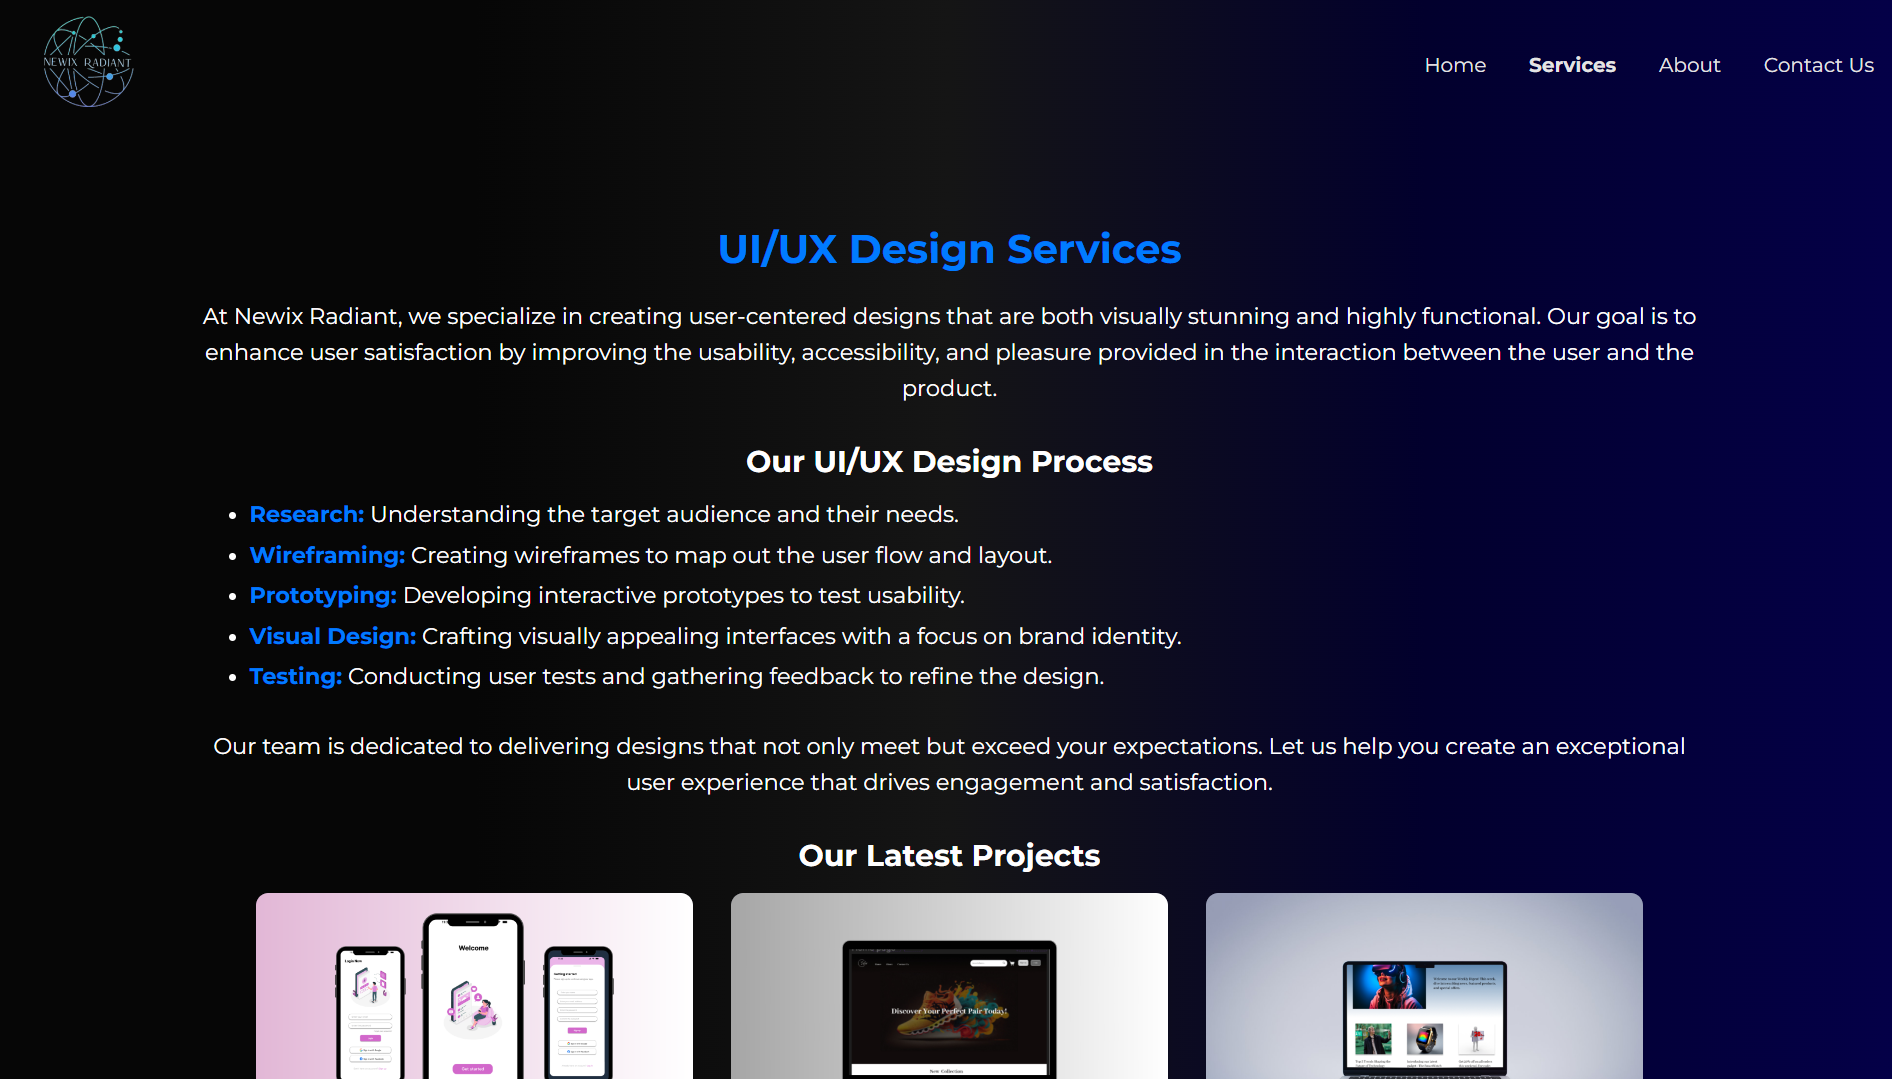 NEWIX RADIANT
Home
Services
About
Contact Us
UI/UX Design Services
At Newix Radiant, we specialize in creating user-centered designs that are both visually stunning and highly functional. Our goal is to
enhance user satisfaction by improving the usability, accessibility, and pleasure provided in the interaction between the user and the
product.
Our UI/UX Design Process
• Research: Understanding the target audience and their needs.
• Wireframing: Creating wireframes to map out the user flow and layout.
• Prototyping: Developing interactive prototypes to test usability.
• Visual Design: Crafting visually appealing interfaces with a focus on brand identity.
• Testing: Conducting user tests and gathering feedback to refine the design.
Our team is dedicated to delivering designs that not only meet but exceed your expectations. Let us help you create an exceptional
user experience that drives engagement and satisfaction.
Our Latest Projects
Login Now
Welcome
Get started
Discover Your Perfect Pair Today!
New Collection